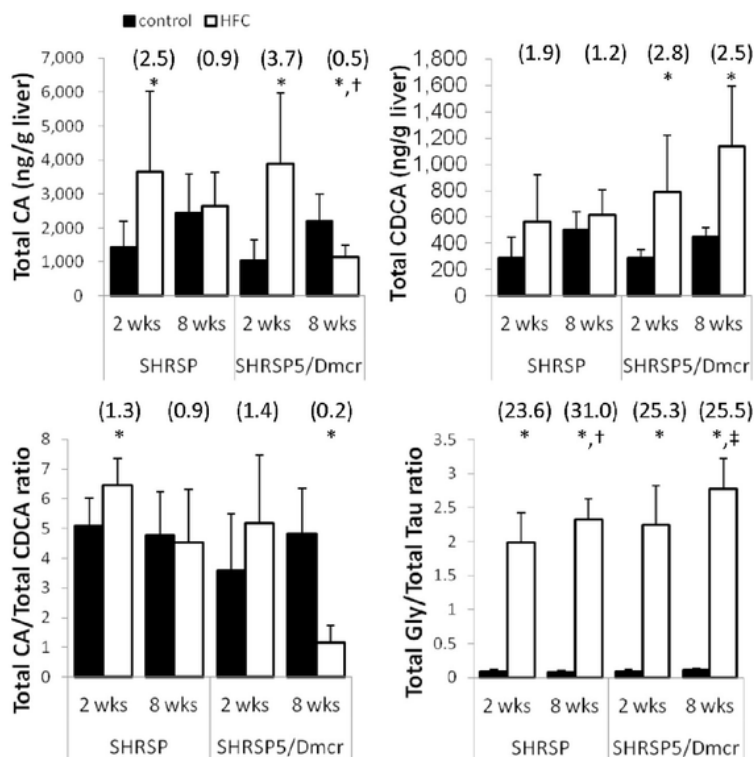 control HFC
(2.5) (0.9) (3.7) (0.5)
* * *,†
Total CA (ng/g liver)
7,000
6,000
5,000
4,000
3,000
2,000
1,000
0
2 wks 8 wks 2 wks 8 wks
SHRSP SHRSP5/Dmcr
(1.9) (1.2) (2.8) (2.5)
* *
Total CDCA (ng/g liver)
1,800
1,600
1,400
1,200
1,000
800
600
400
200
0
2 wks 8 wks 2 wks 8 wks
SHRSP SHRSP5/Dmcr
(1.3) (0.9) (1.4) (0.2)
* *
Total CA/Total CDCA ratio
8
7
6
5
4
3
2
1
0
2 wks 8 wks 2 wks 8 wks
SHRSP SHRSP5/Dmcr
(23.6) (31.0) (25.3) (25.5)
* *,† * *,‡
Total Gly/Total Tau ratio
3.5
3
2.5
2
1.5
1
0.5
0
2 wks 8 wks 2 wks 8 wks
SHRSP SHRSP5/Dmcr